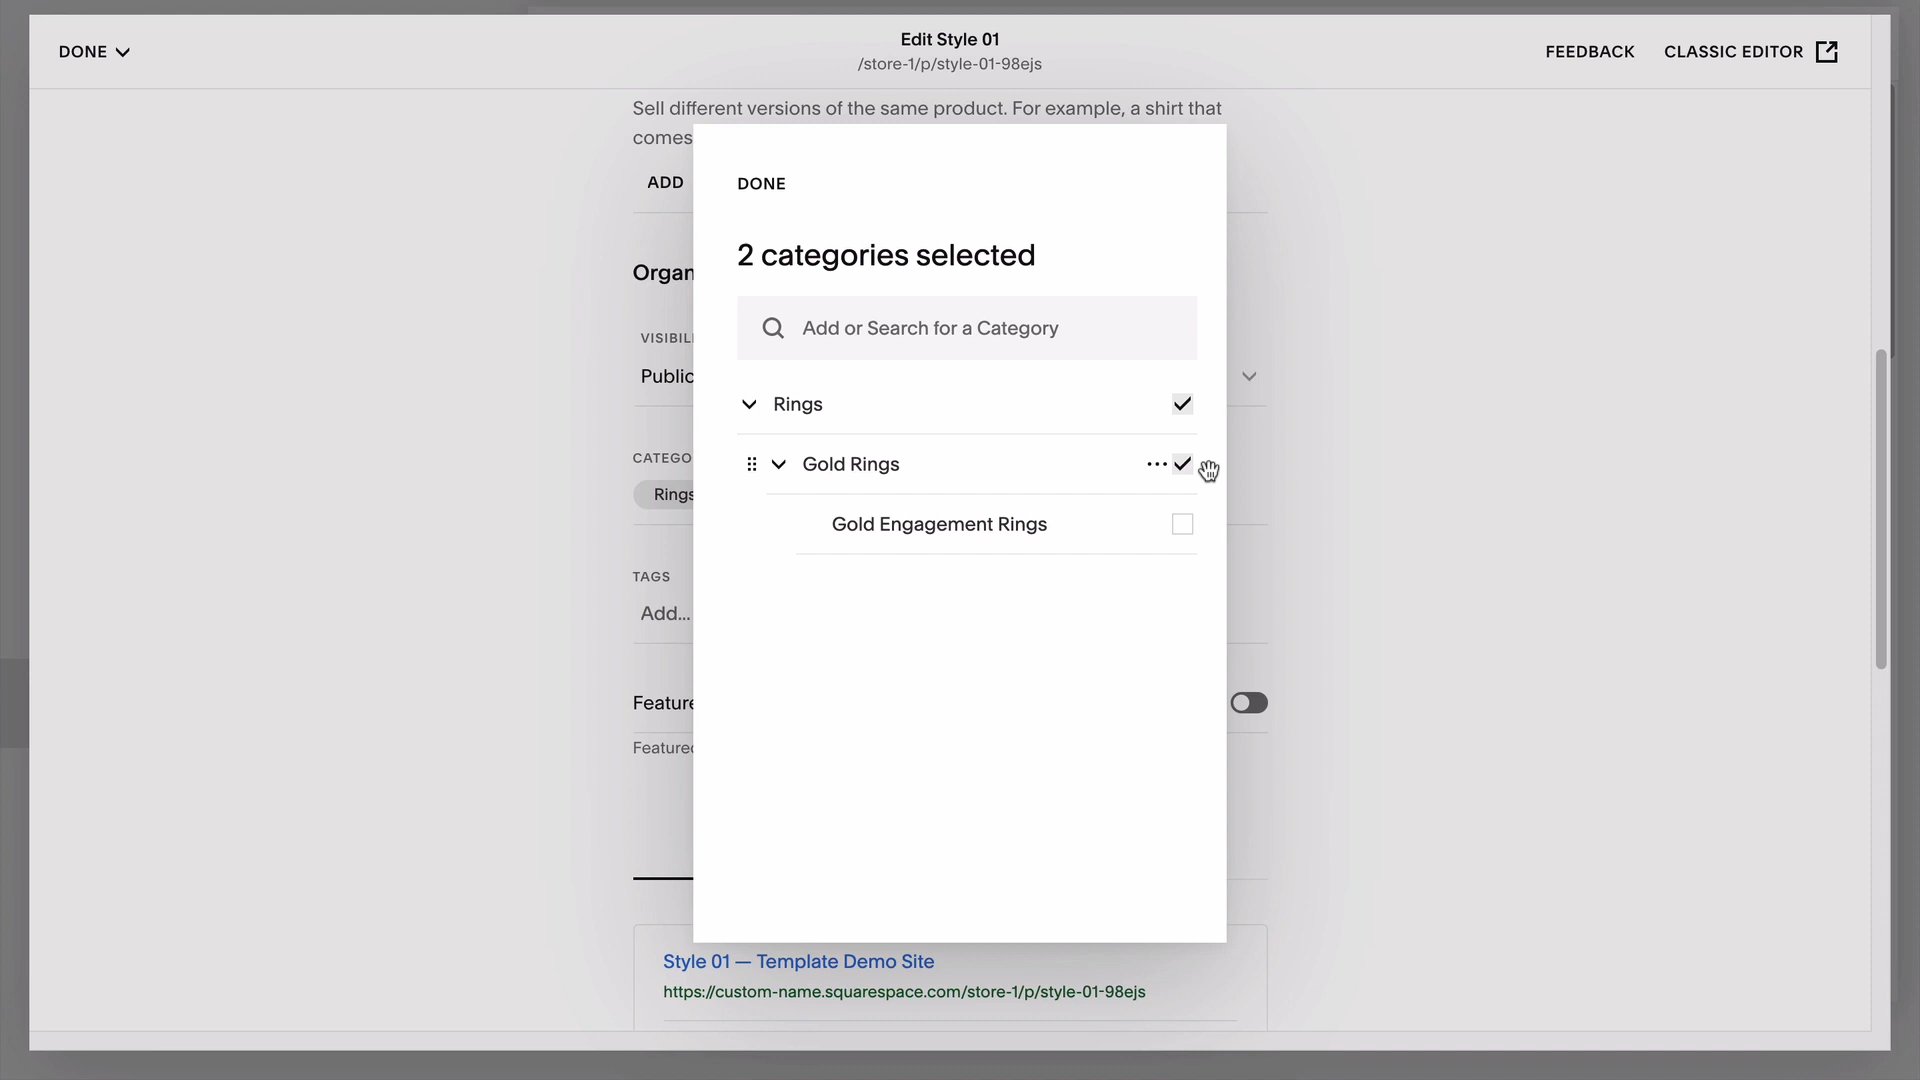 DONE
Edit Style 01
/store-1/p/style-01-98ejs
FEEDBACK
CLASSIC EDITOR
Sell different versions of the same product. For example, a shirt that
comes
ADD
DONE
2 categories selected
Add or Search for a Category
Rings
Gold Rings
Gold Engagement Rings
Organ
VISIBIL
Public
CATEGO
Rings
TAGS
Add...
Feature
Featured
Style 01 — Template Demo Site
https://custom-name.squarespace.com/store-1/p/style-01-98ejs